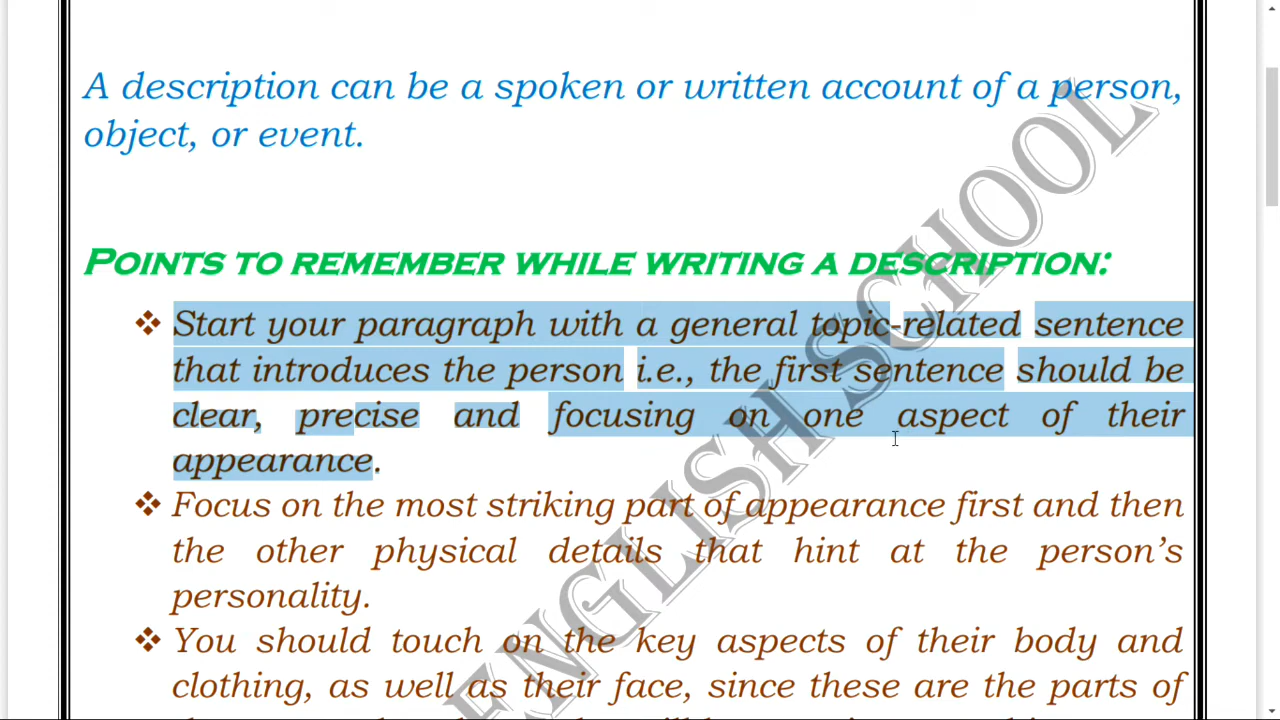 A description can be a spoken or written account of a person,
object, or event.
POINTS TO REMEMBER WHILE WRITING A DESCRIPTION:
❖ Start your paragraph with a general topic-related sentence
that introduces the person i.e., the first sentence should be
clear, precise and focusing on one aspect of their
appearance.
❖ Focus on the most striking part of appearance first and then
the other physical details that hint at the person's
personality.
❖ You should touch on the key aspects of their body and
clothing, as well as their face, since these are the parts of
ENGLISH SCHOOL